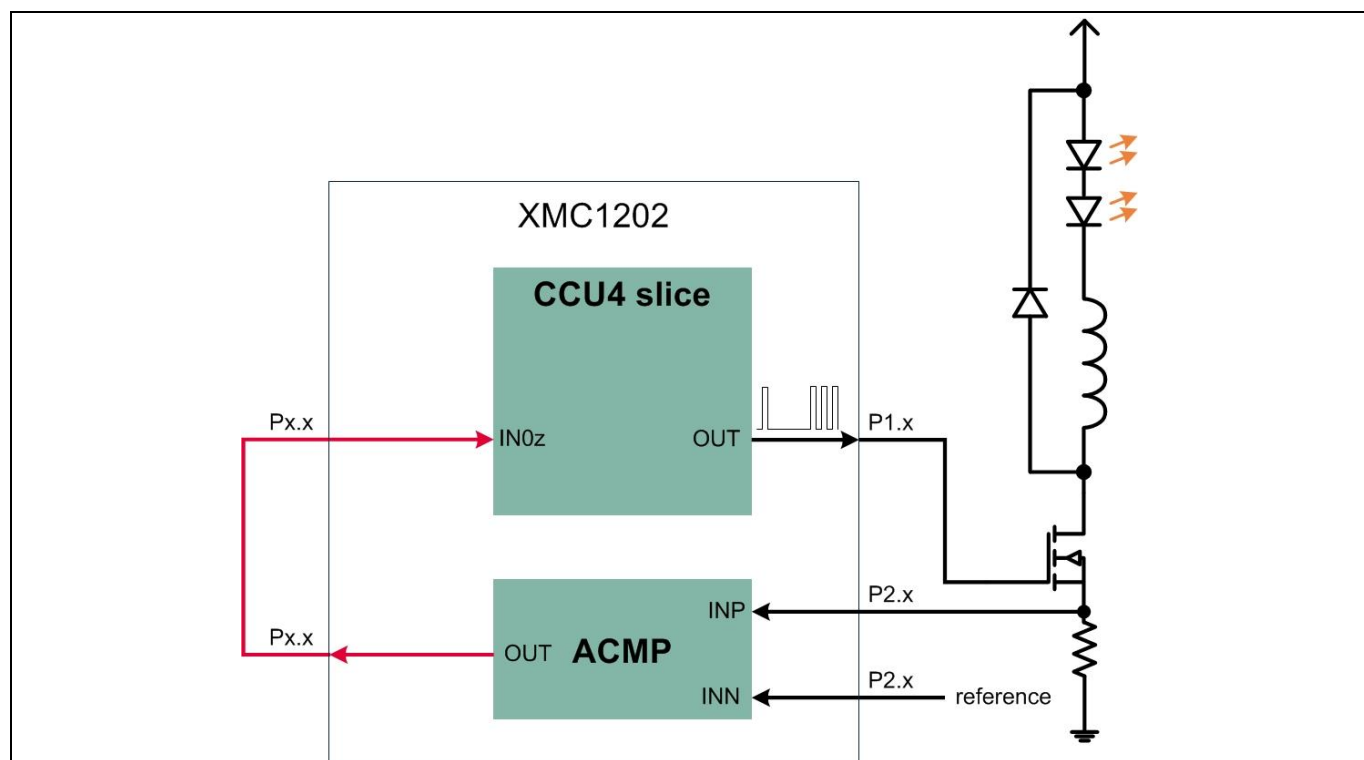 XMC1202
CCU4 slice
Px.x
IN0z
OUT
P1.x
INP
P2.x
Px.x
OUT
ACMP
INN
P2.x
reference